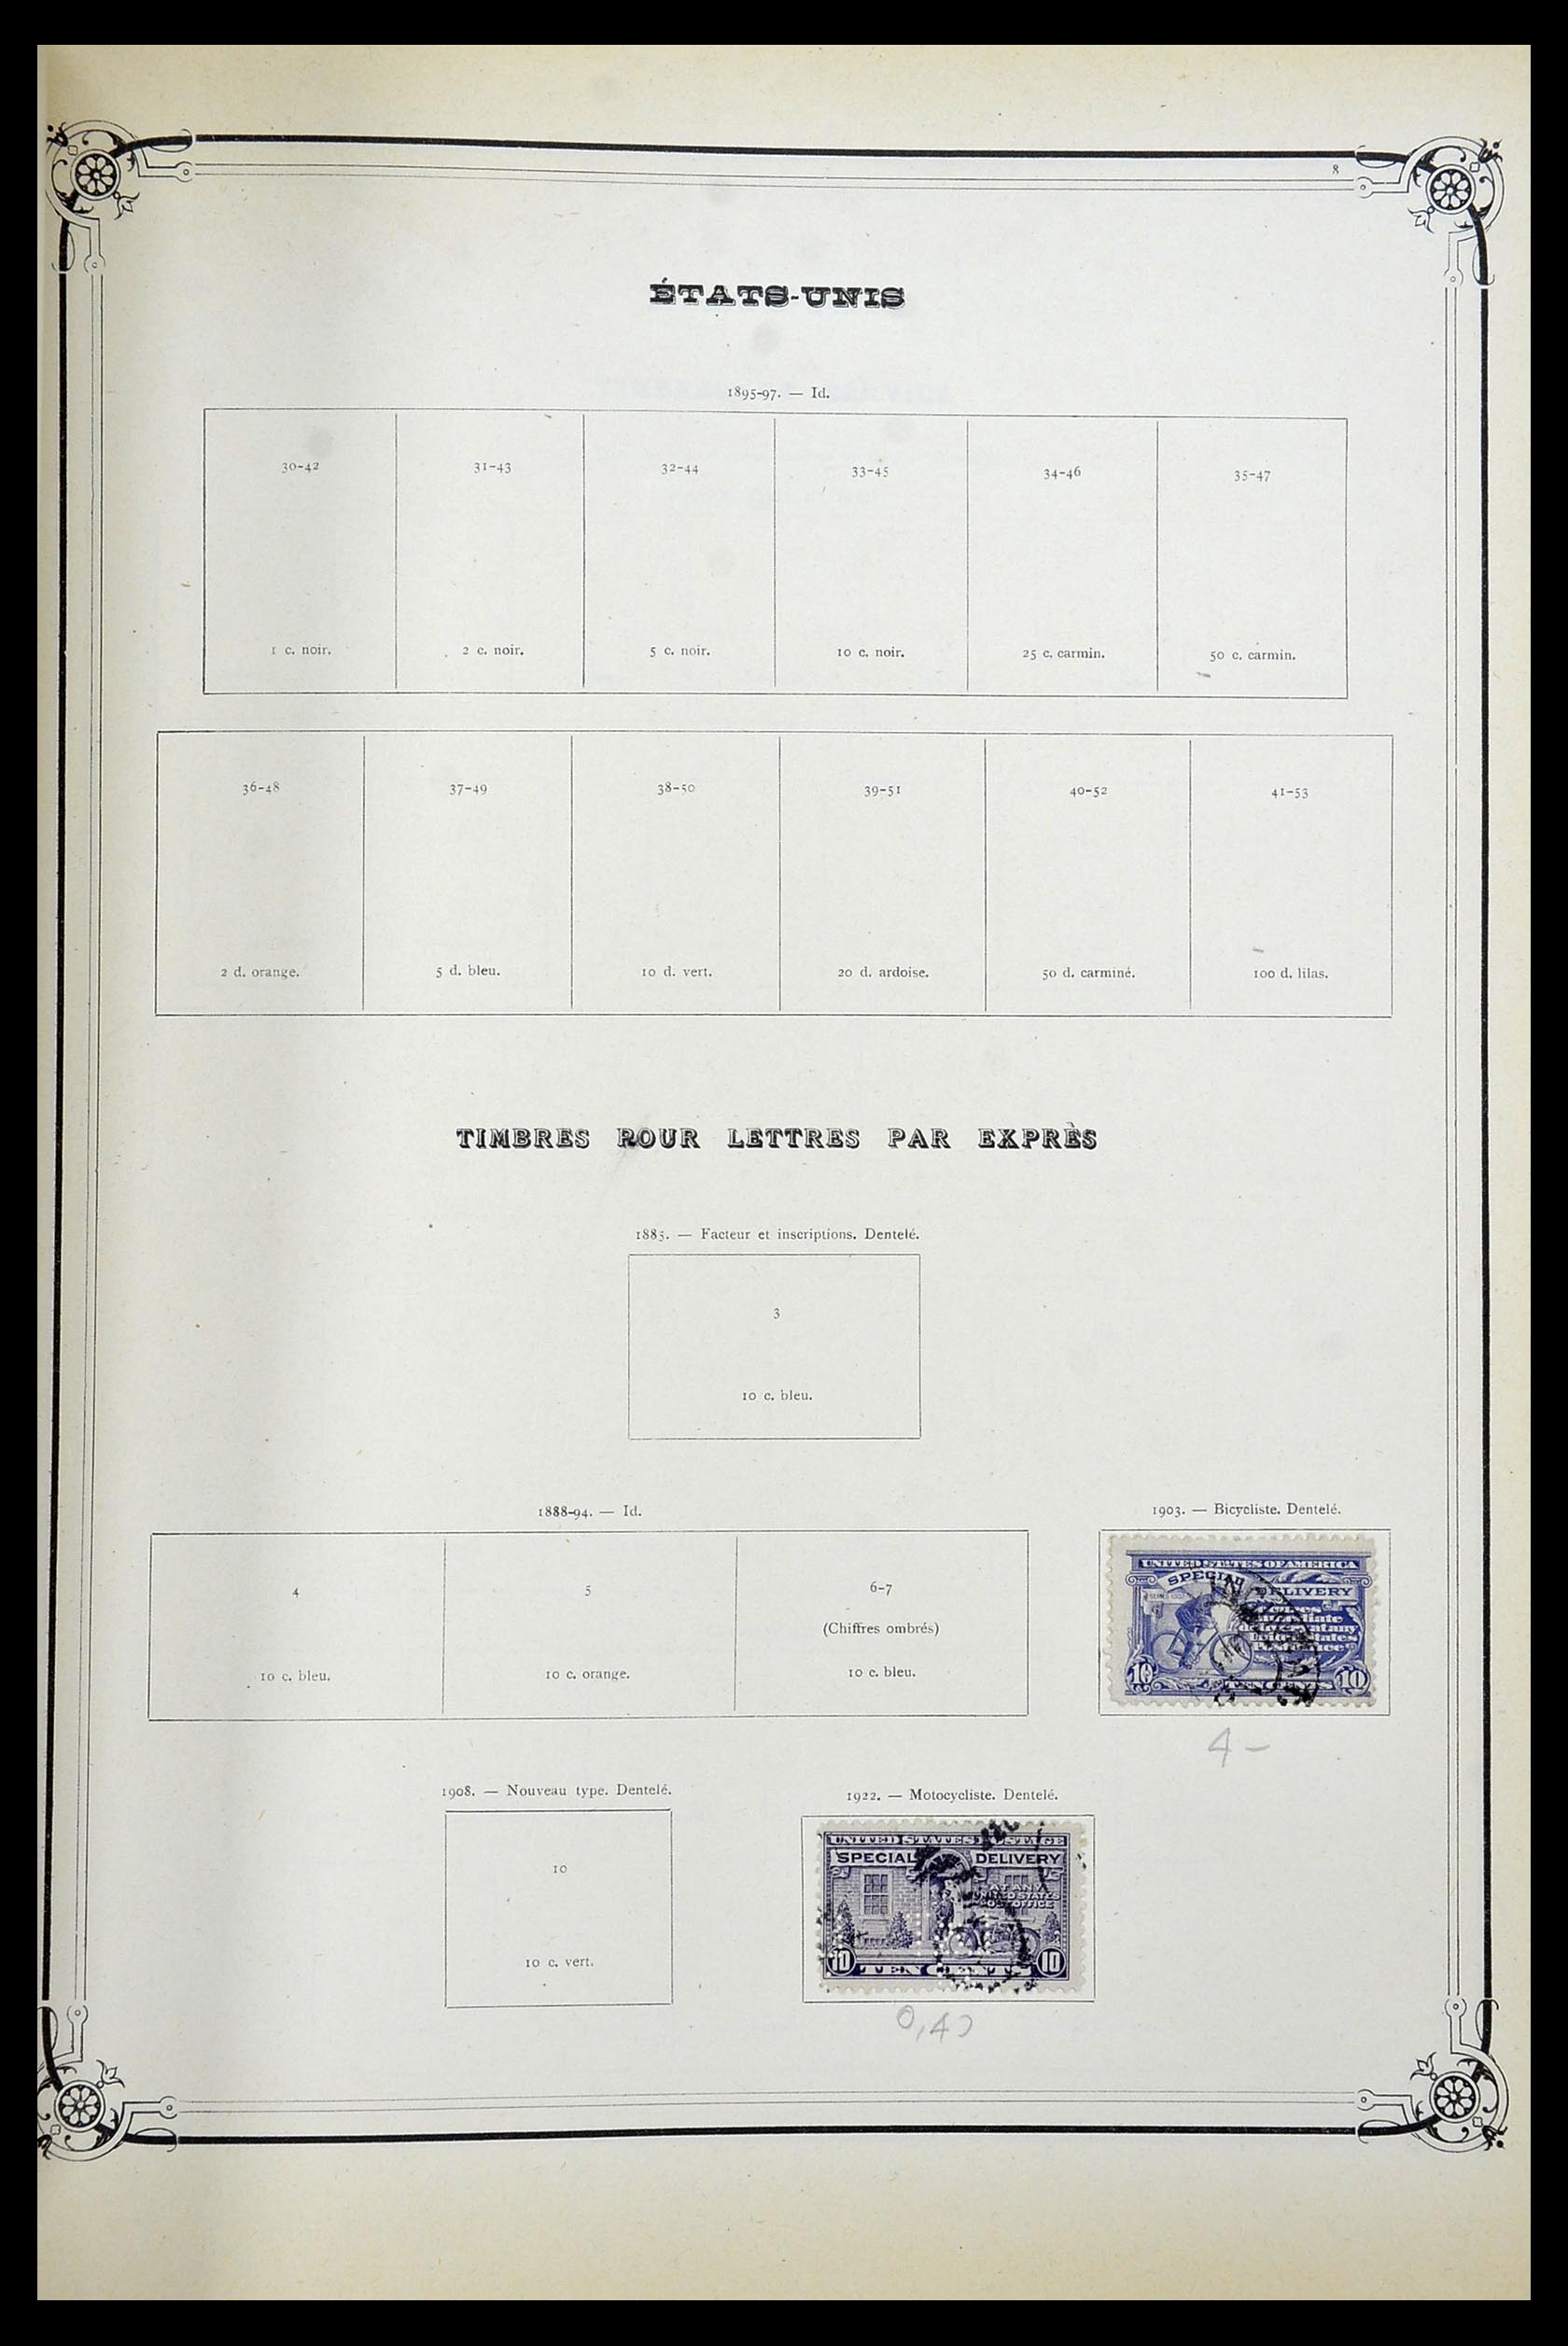 8
ÉTATS-UNIS
1895-97. — Id.
30-42 31-43 32-44 33-45 34-46 35-47
1 c. noir. 2 c. noir. 5 c. noir. 10 c. noir. 25 c. carmin. 50 c. carmin.
36-48 37-49 38-50 39-51 40-52 41-53
2 d. orange. 5 d. bleu. 10 d. vert. 20 d. ardoise. 50 d. carminé. 100 d. lilas.
TIMBRES POUR LETTRES PAR EXPRÈS
1885. — Facteur et inscriptions. Dentelé.
3
10 c. bleu.
1888-94. — Id.
4 5 6-7
(Chiffres ombrés)
10 c. bleu. 10 c. orange. 10 c. bleu.
1903. — Bicycliste. Dentelé.
UNITED STATES OF AMERICA
SPECIAL DELIVERY
10 TEN CENTS 10
4 —
1908. — Nouveau type. Dentelé.
10
10 c. vert.
1922. — Motocycliste. Dentelé.
UNITED STATES POSTAGE
SPECIAL DELIVERY
AT ANY
UNITED STATES
POST OFFICE
10 TEN CENTS 10